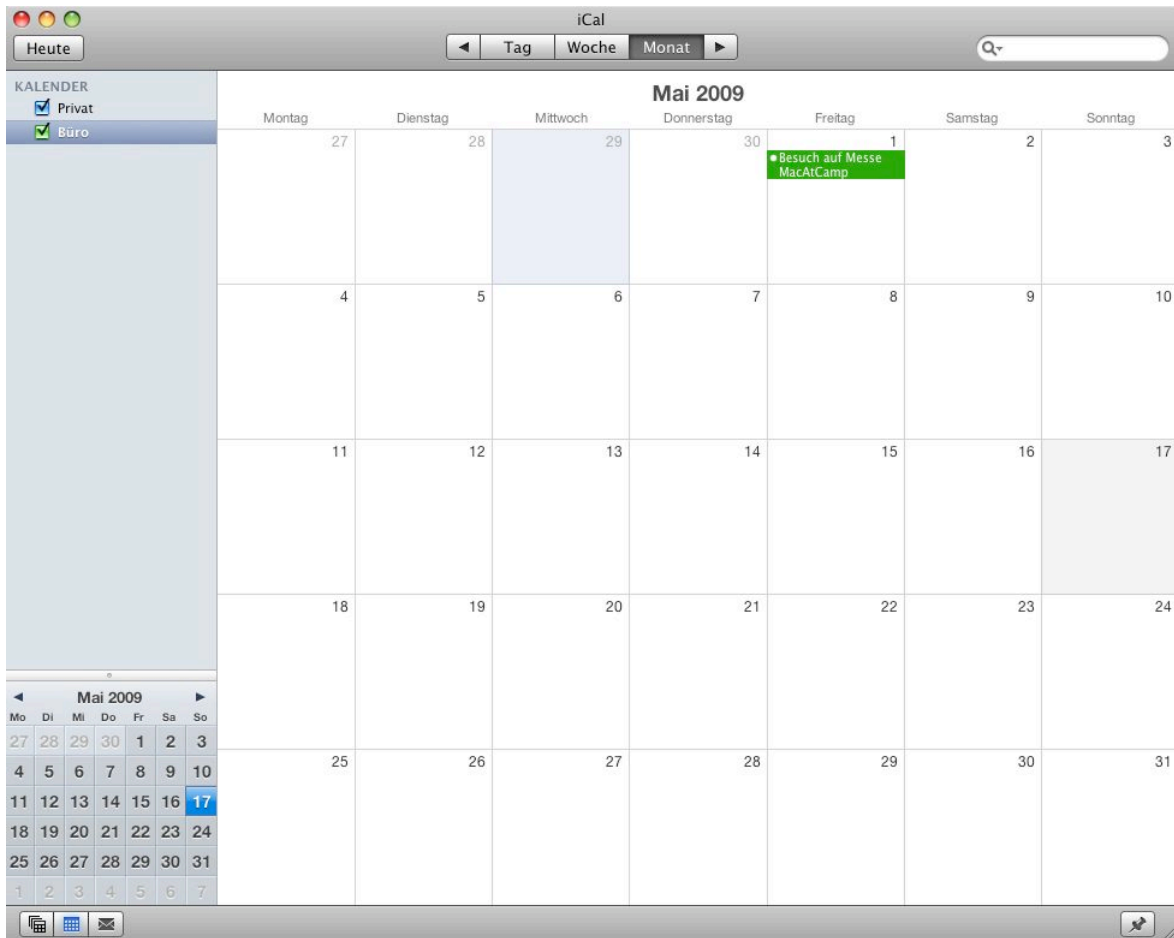 iCal
Heute
Tag Woche Monat
KALENDER
Privat
Büro
Mai 2009
Montag Dienstag Mittwoch Donnerstag Freitag Samstag Sonntag
27 28 29 30 1 2 3
Besuch auf Messe
MacAtCamp
4 5 6 7 8 9 10
11 12 13 14 15 16 17
18 19 20 21 22 23 24
25 26 27 28 29 30 31
Mai 2009
Mo Di Mi Do Fr Sa So
27 28 29 30 1 2 3
4 5 6 7 8 9 10
11 12 13 14 15 16 17
18 19 20 21 22 23 24
25 26 27 28 29 30 31
1 2 3 4 5 6 7